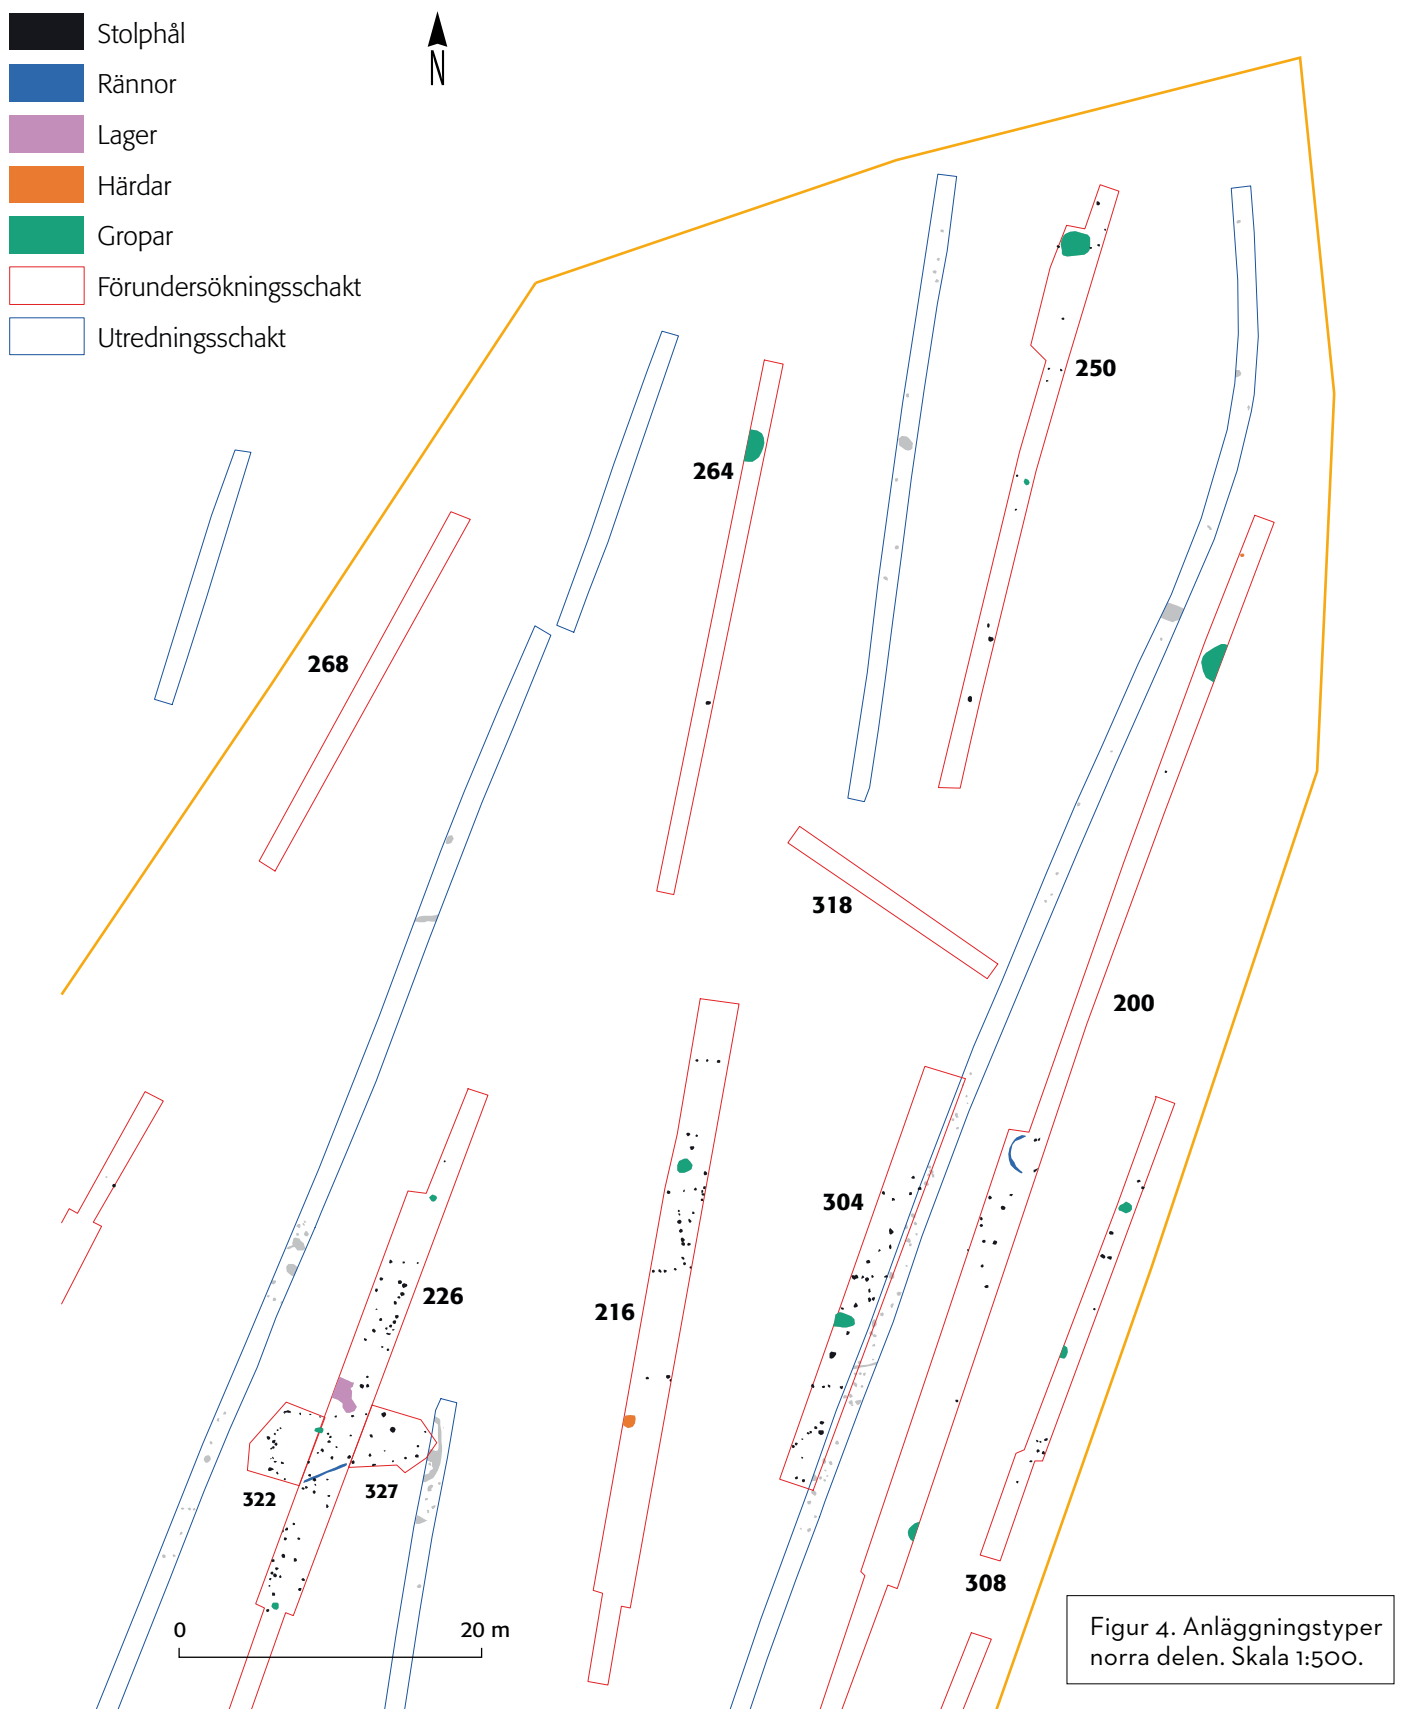 Stolphål
Rännor
Lager
Härdar
Gropar
Förundersökningsschakt
Utredningsschakt
N
250
264
268
318
200
304
226
216
322
327
308
0 20 m
Figur 4. Anläggningstyper
norra delen. Skala 1:500.